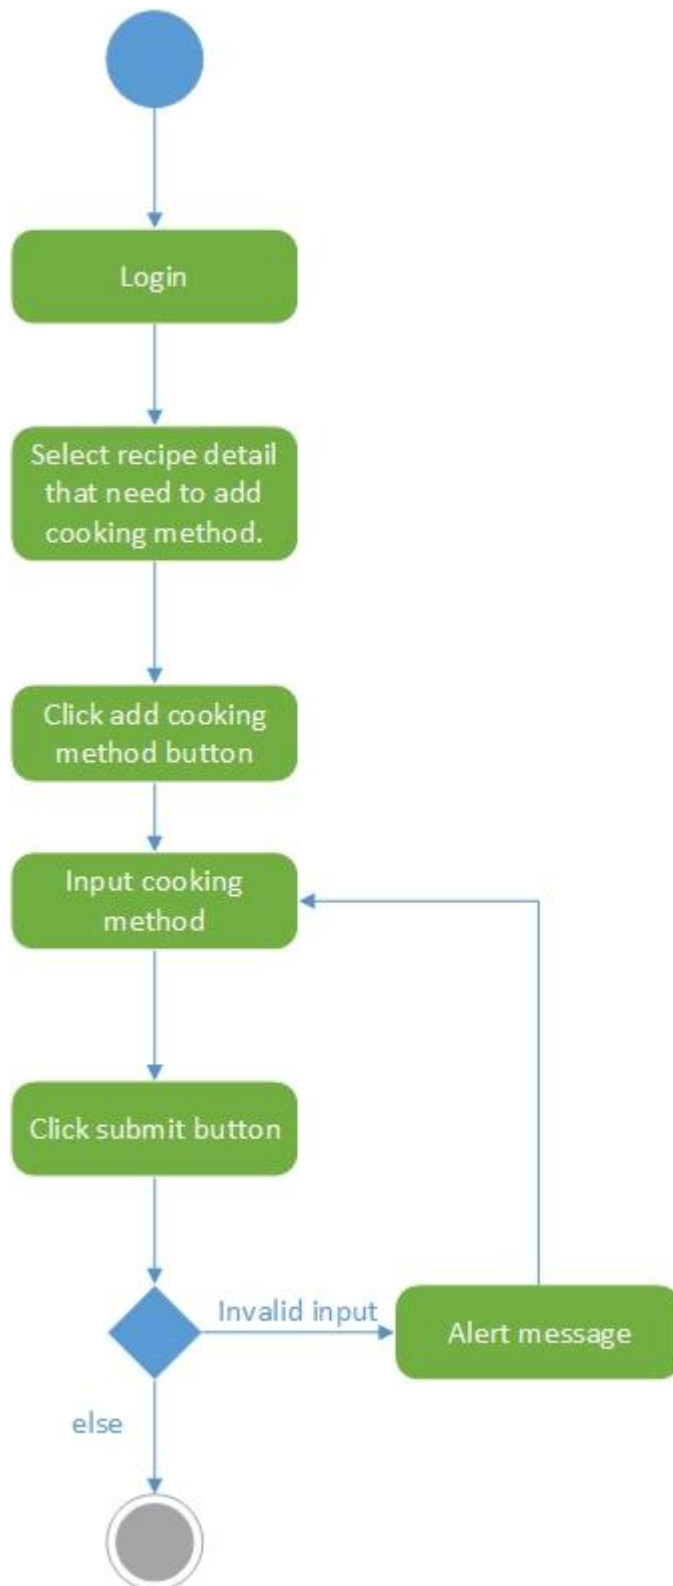 Login
Select recipe detail
that need to add
cooking method.
Click add cooking
method button
Input cooking
method
Click submit button
Invalid input
Alert message
else